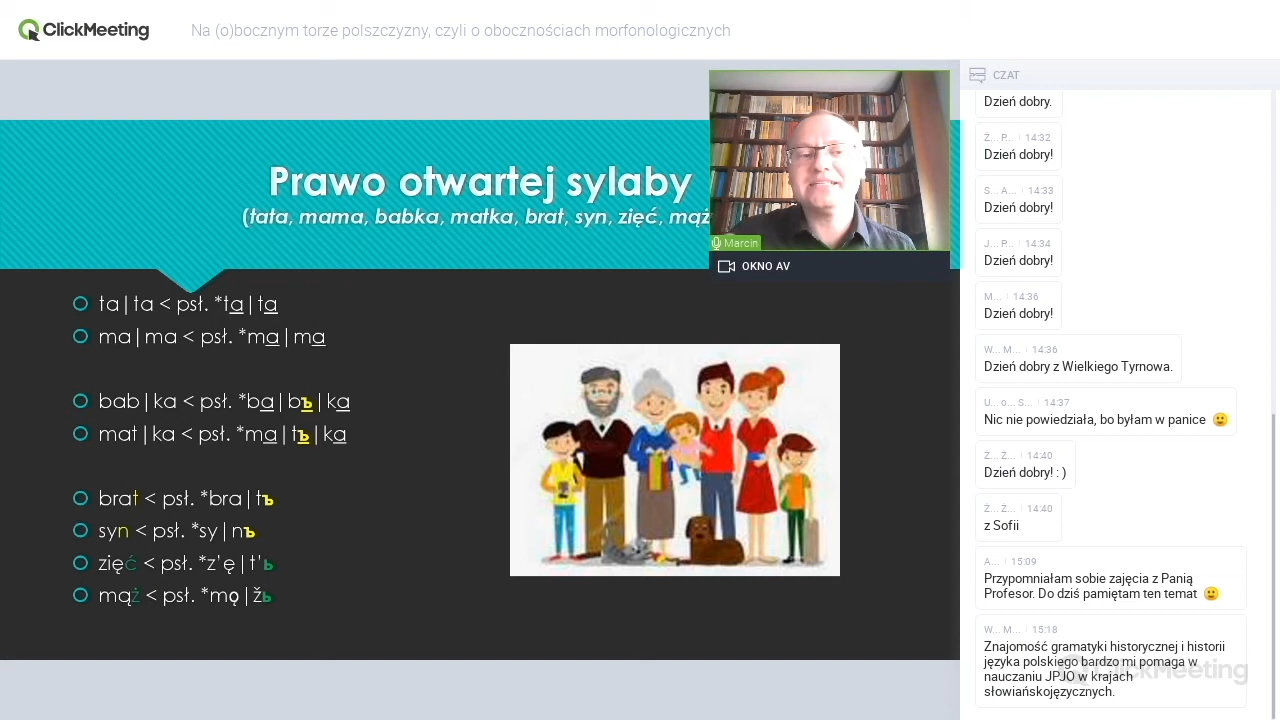 ClickMeeting
Na (o)bocznym torze polszczyzny, czyli o obocznościach morfonologicznych
Prawo otwartej sylaby
(tata, mama, babka, matka, brat, syn, zięć, mąż
ta|ta < psł. *ta|ta
ma|ma < psł. *ma|ma
bab|ka < psł. *ba|bъ|ka
mat|ka < psł. *ma|tъ|ka
brat < psł. *bra|tъ
syn < psł. *sy|nъ
zięć < psł. *z'ę|t'ь
mąż < psł. *mǫ|žь
Marcin
OKNO AV
CZAT
Dzień dobry.
Z... P... 14:32
Dzień dobry!
S... A... 14:33
Dzień dobry!
J... P... 14:34
Dzień dobry!
M... 14:36
Dzień dobry!
W... M... 14:36
Dzień dobry z Wielkiego Tyrnowa.
U... o... S... 14:37
Nic nie powiedziała, bo byłam w panice 🙂
Ż... Ż... 14:40
Dzień dobry! : )
Ż... Ż... 14:40
z Sofii
A... 15:09
Przypomniałam sobie zajęcia z Panią
Profesor. Do dziś pamiętam ten temat 🙂
W... M... 15:18
Znajomość gramatyki historycznej i historii
języka polskiego bardzo mi pomaga w
nauczaniu JPJO w krajach
słowiańskojęzycznych.
ClickMeeting